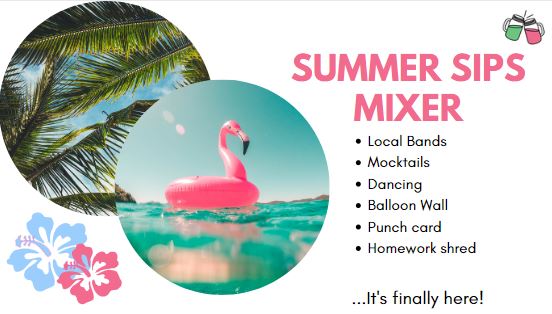 SUMMER SIPS
MIXER
• Local Bands
• Mocktails
• Dancing
• Balloon Wall
• Punch card
• Homework shred
...It's finally here!